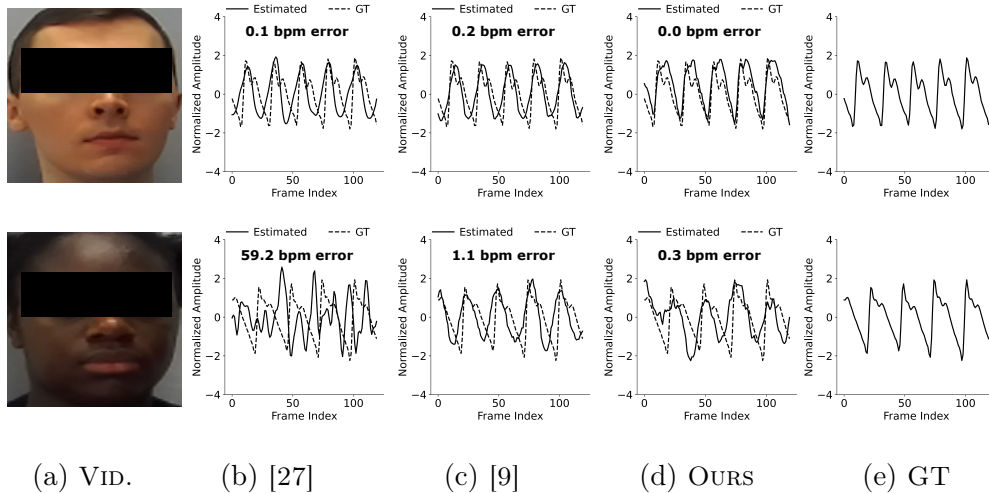 Estimated GT
0.1 bpm error
Normalized Amplitude
4
2
0
−2
−4
0 50 100
Frame Index
Estimated GT
0.2 bpm error
Normalized Amplitude
4
2
0
−2
−4
0 50 100
Frame Index
Estimated GT
0.0 bpm error
Normalized Amplitude
4
2
0
−2
−4
0 50 100
Frame Index
Normalized Amplitude
4
2
0
−2
−4
0 50 100
Frame Index
Estimated GT
59.2 bpm error
Normalized Amplitude
4
2
0
−2
−4
0 50 100
Frame Index
Estimated GT
1.1 bpm error
Normalized Amplitude
4
2
0
−2
−4
0 50 100
Frame Index
Estimated GT
0.3 bpm error
Normalized Amplitude
4
2
0
−2
−4
0 50 100
Frame Index
Normalized Amplitude
4
2
0
−2
−4
0 50 100
Frame Index
(a) VID. (b) [27] (c) [9] (d) OURS (e) GT